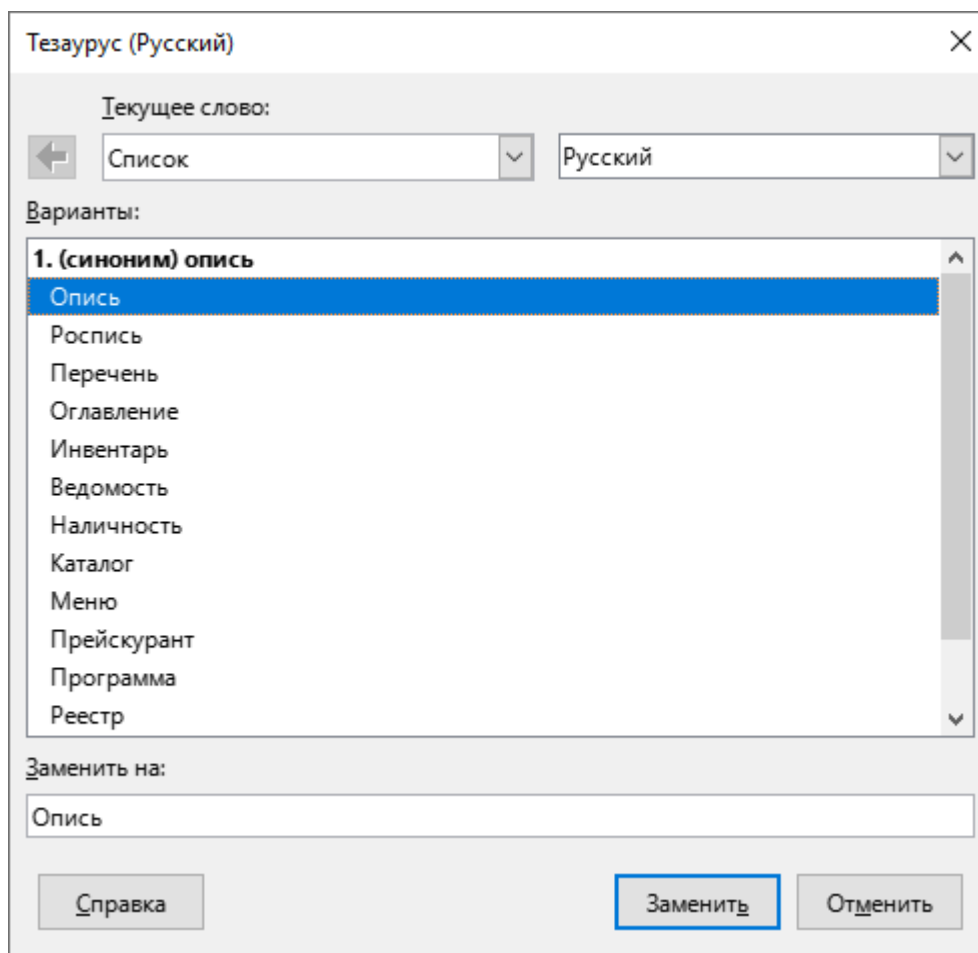 Тезаурус (Русский)
Текущее слово:
Список Русский
Варианты:
1. (синоним) опись
Опись
Роспись
Перечень
Оглавление
Инвентарь
Ведомость
Наличность
Каталог
Меню
Прейскурант
Программа
Реестр
Заменить на:
Опись
Справка Заменить Отменить